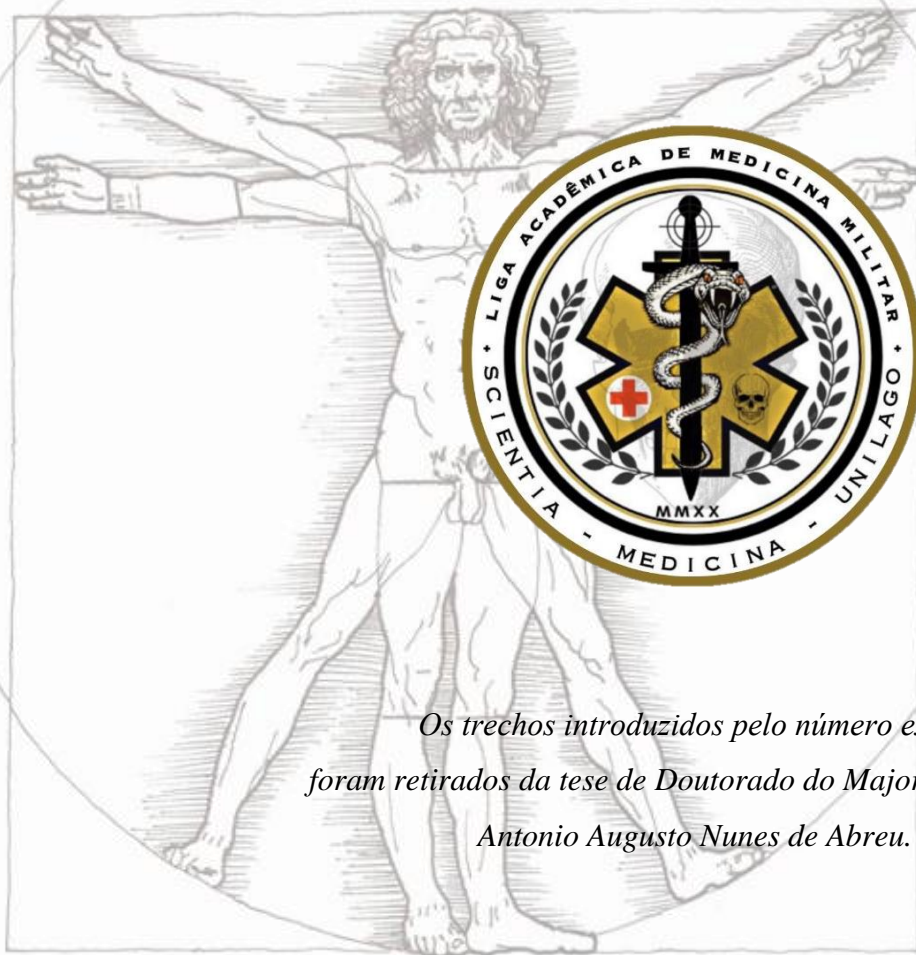 LIGA ACADÊMICA DE MEDICINA MILITAR
SCIENTIA - MEDICINA - UNILAGO
MMXX
Os trechos introduzidos pelo número
foram retirados da tese de Doutorado do Major
Antonio Augusto Nunes de Abreu.